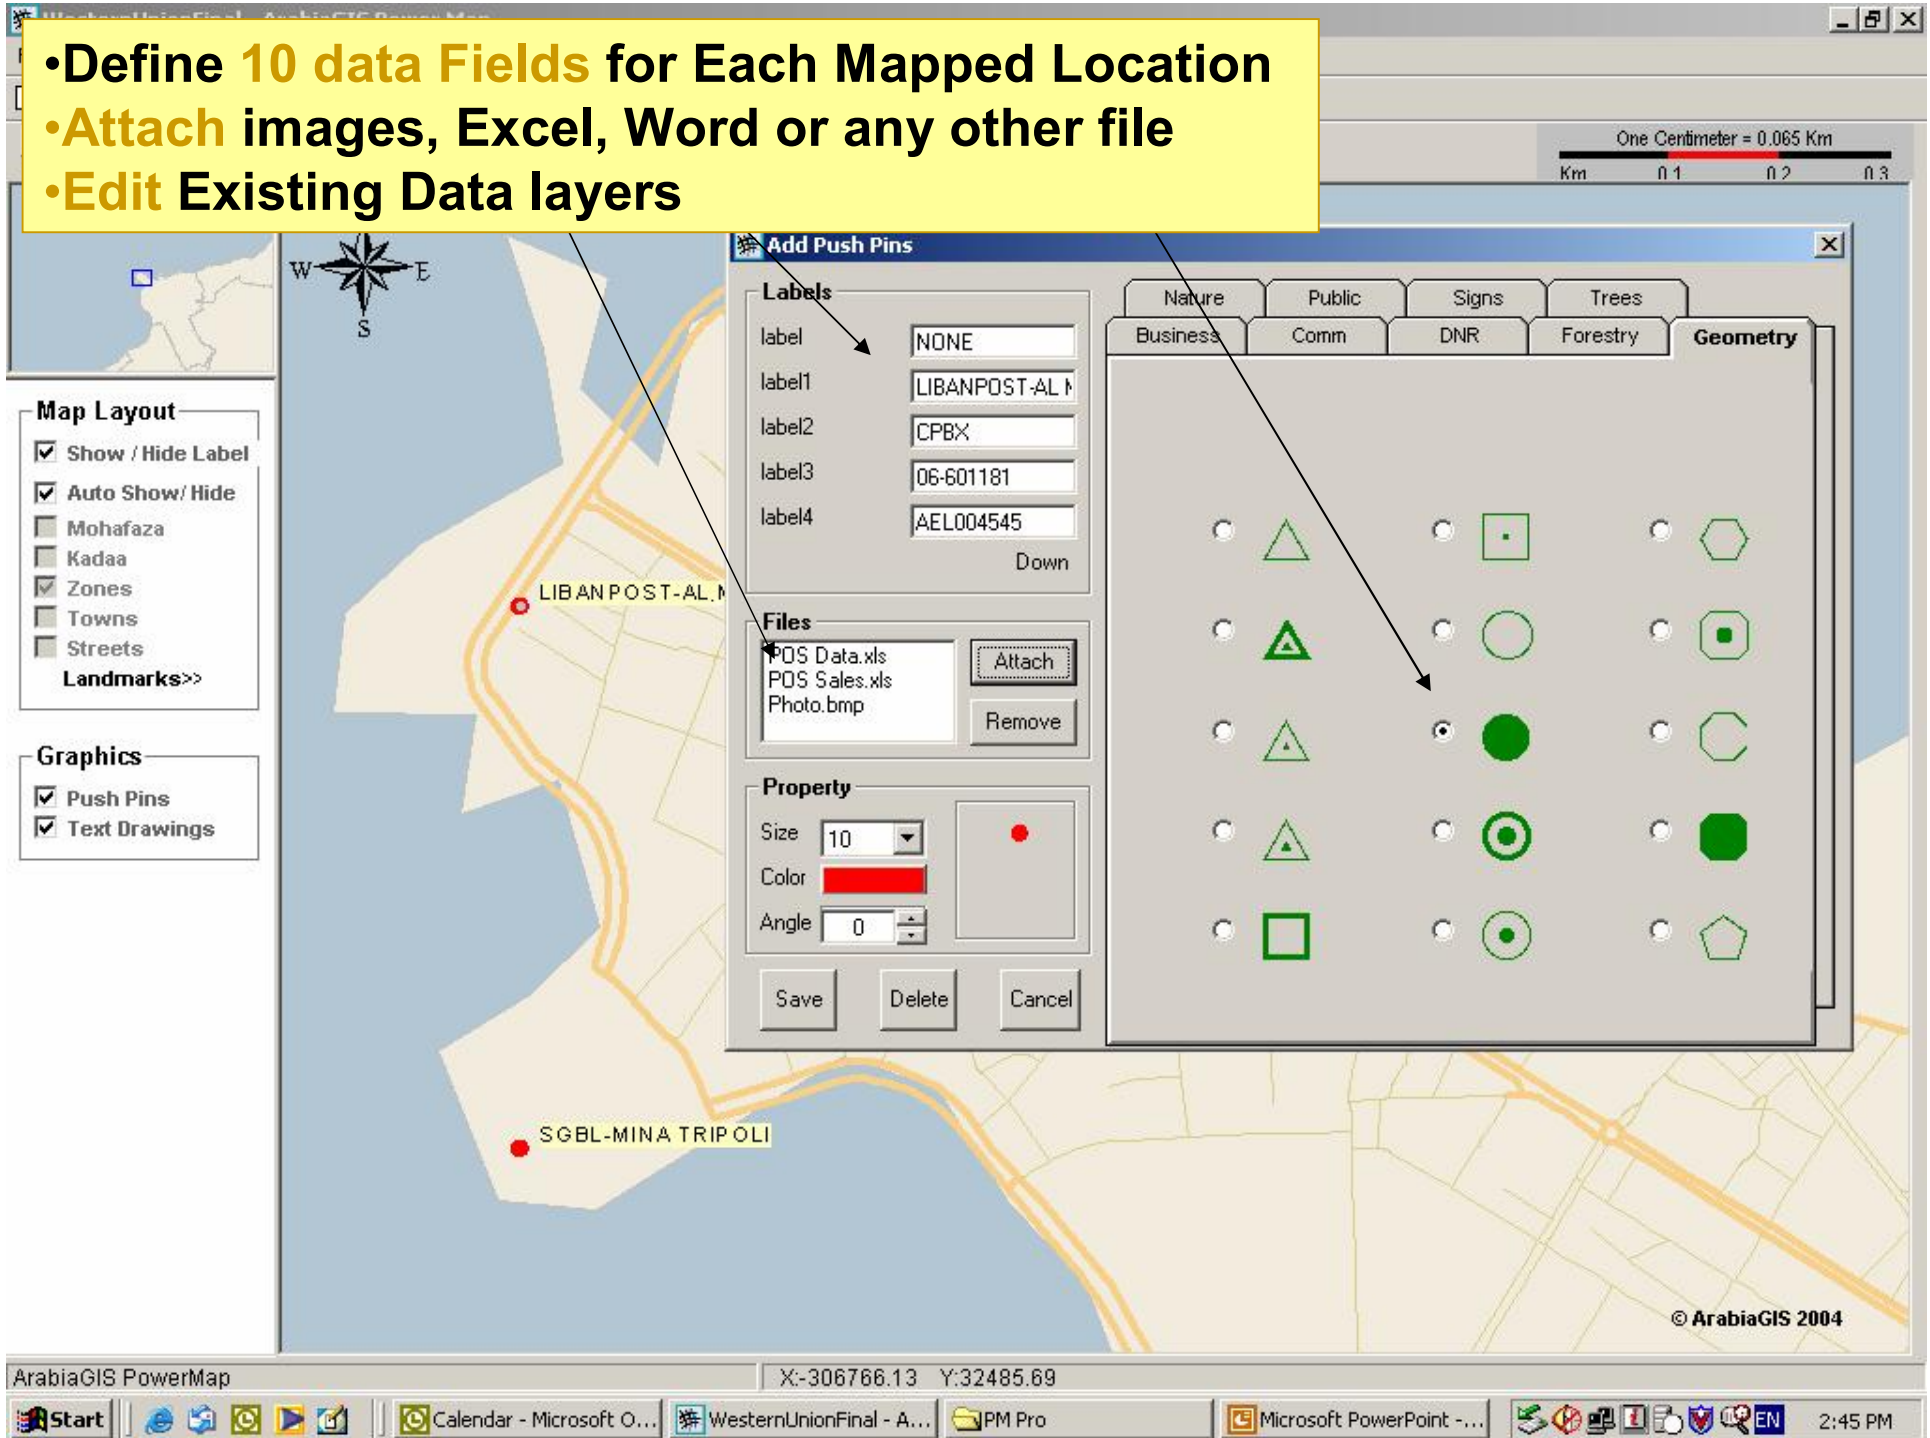 •Define 10 data Fields for Each Mapped Location
•Attach images, Excel, Word or any other file
•Edit Existing Data layers
One Centimeter = 0.065 Km
Km 0.1 0.2 0.3
W E
S
Add Push Pins
Labels
label NONE
label1 LIBANPOST-AL
label2 CPBX
label3 06-601181
label4 AEL004545
Down
Files
POS Data.xls
POS Sales.xls
Photo.bmp
Attach
Remove
Property
Size 10
Color
Angle 0
Save Delete Cancel
Nature Public Signs Trees
Business Comm DNR Forestry Geometry
Map Layout
Show / Hide Label
Auto Show/ Hide
Mohafaza
Kadaa
Zones
Towns
Streets
Landmarks>>
Graphics
Push Pins
Text Drawings
LIBANPOST-AL
SGBL-MINA TRIPOLI
© ArabiaGIS 2004
ArabiaGIS PowerMap X:-306766.13 Y:32485.69
Start Calendar - Microsoft O... WesternUnionFinal - A... PM Pro Microsoft PowerPoint -... EN 2:45 PM